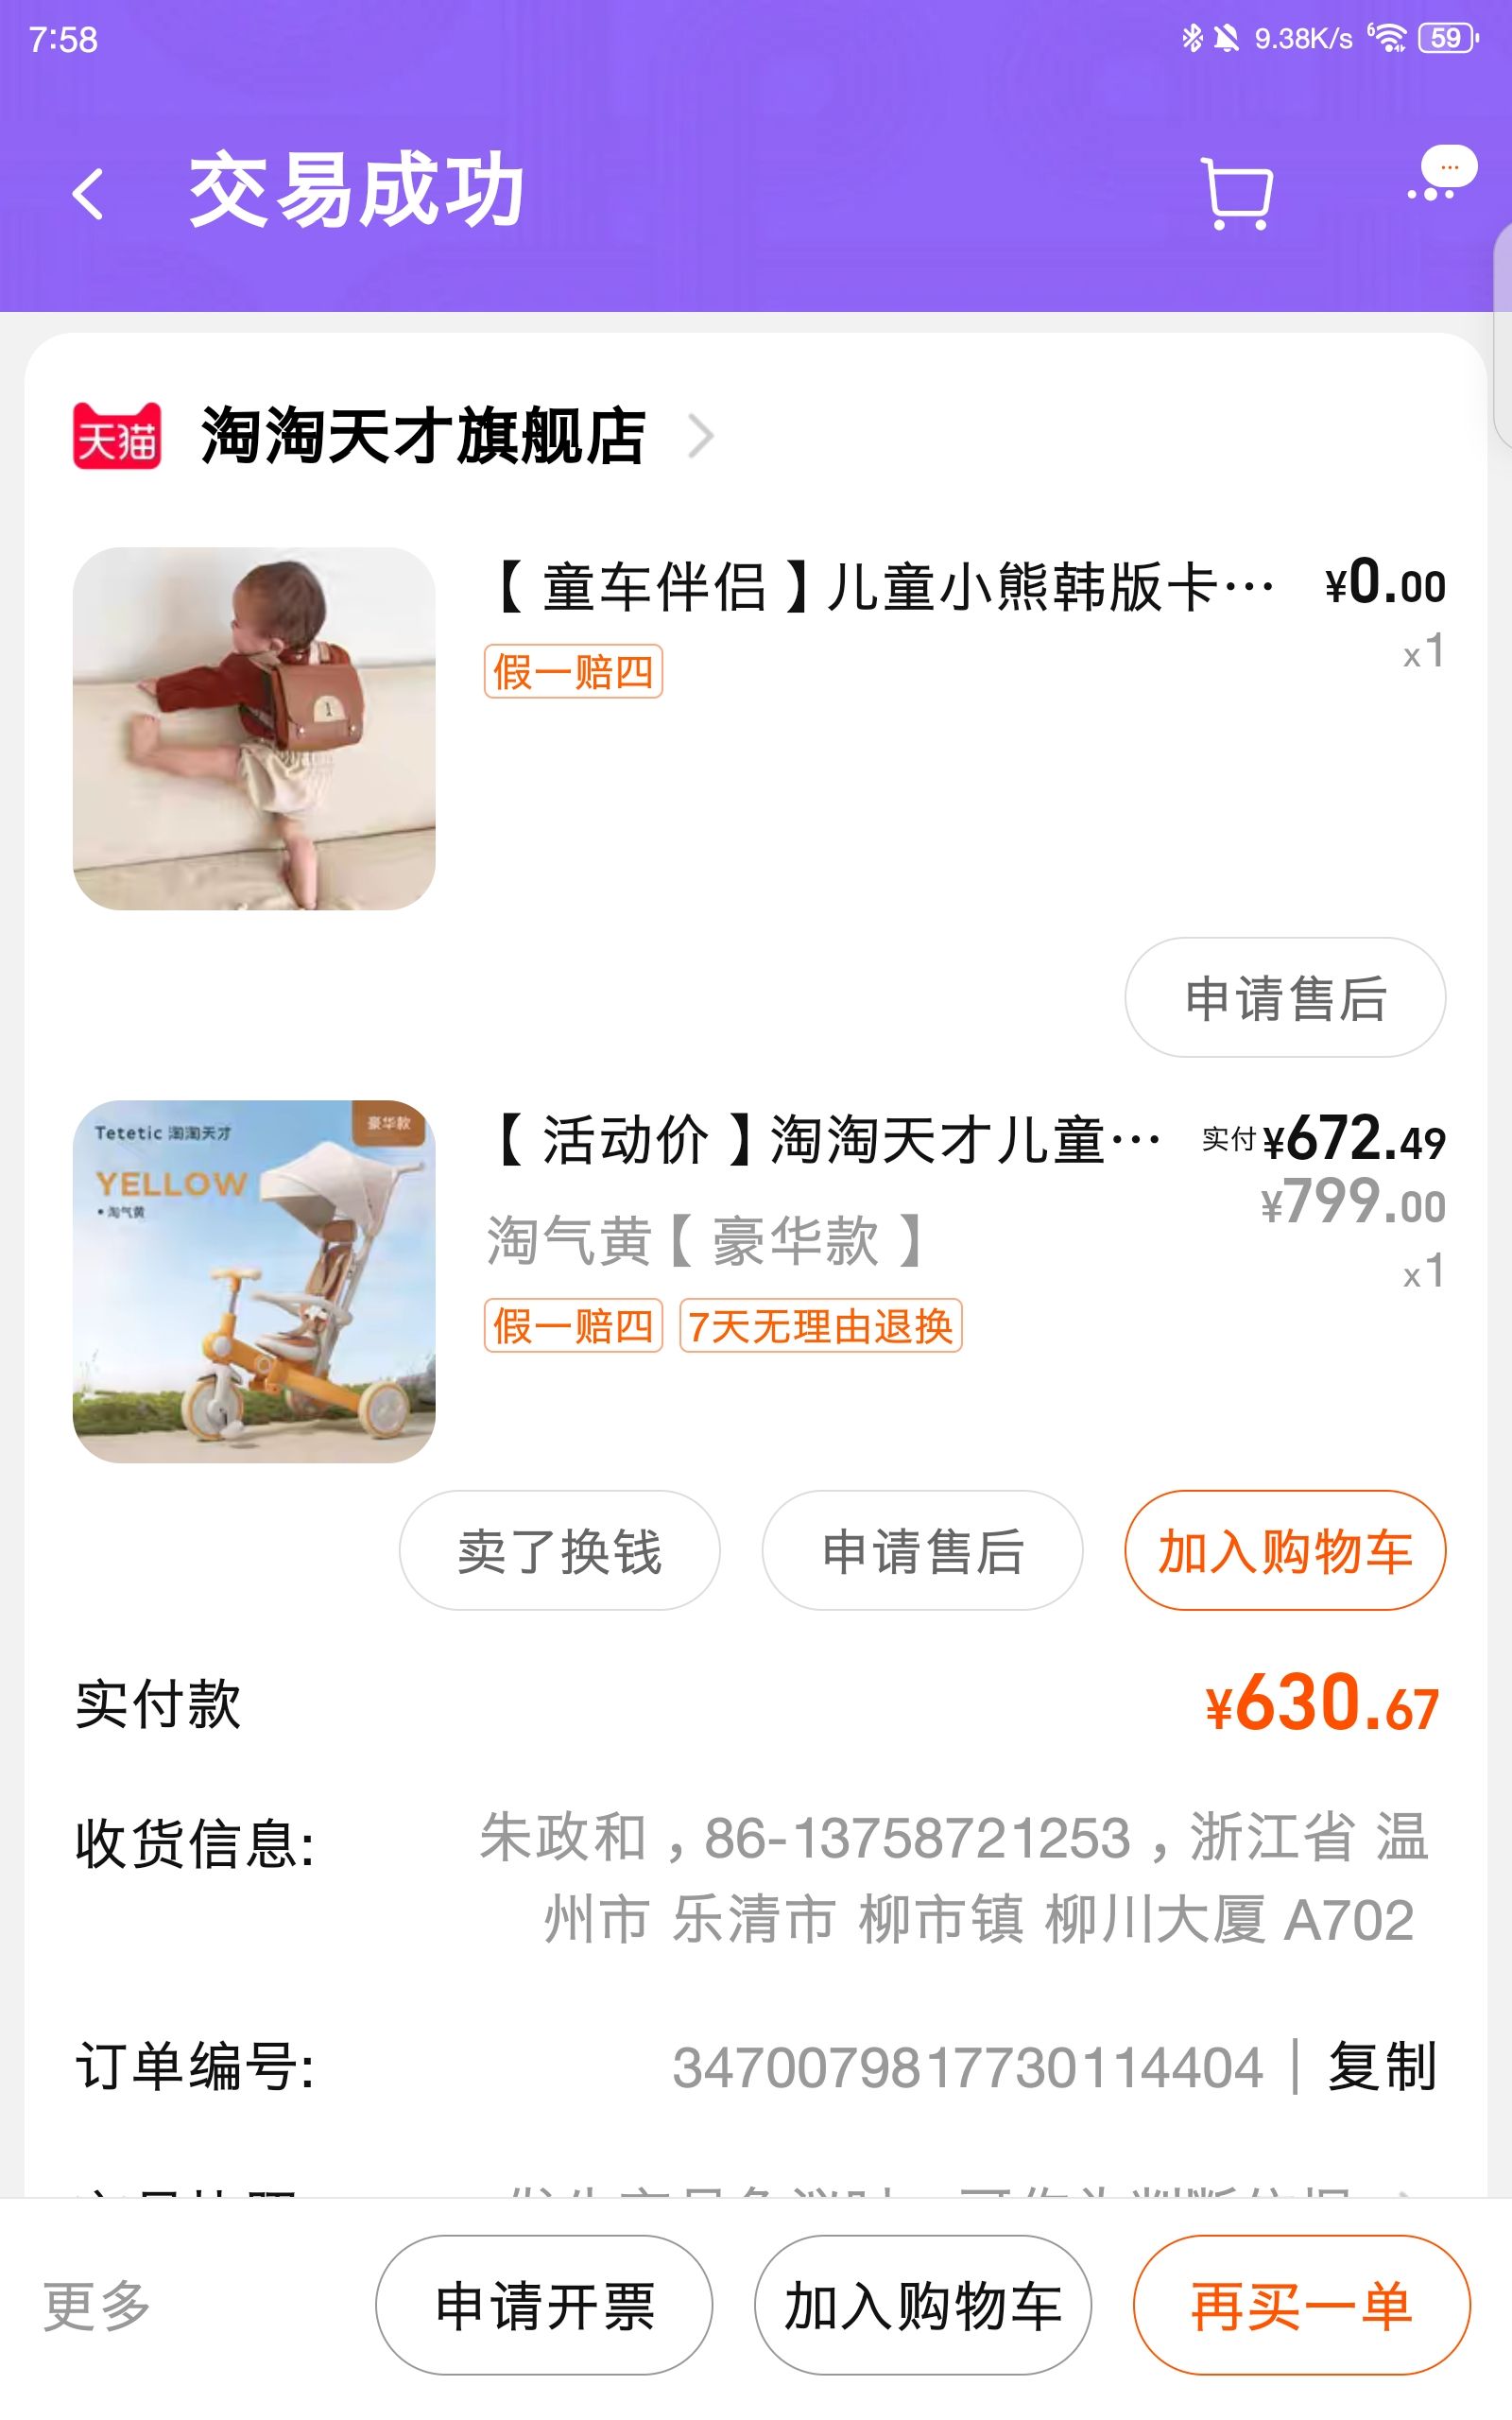 7:58
9.38K/s
6
59
交易成功
天猫 淘淘天才旗舰店
【童车伴侣】儿童小熊韩版卡… ¥0.00
假一赔四
x1
1
申请售后
Tetetic 淘淘天才
豪华款
YELLOW
•淘气黄
【活动价】淘淘天才儿童… 实付¥672.49
¥799.00
淘气黄【豪华款】
x1
假一赔四 7天无理由退换
卖了换钱 申请售后 加入购物车
实付款 ¥630.67
收货信息: 朱政和，86-13758721253，浙江省 温
州市 乐清市 柳市镇 柳川大厦 A702
订单编号: 3470079817730114404 | 复制
更多 申请开票 加入购物车 再买一单